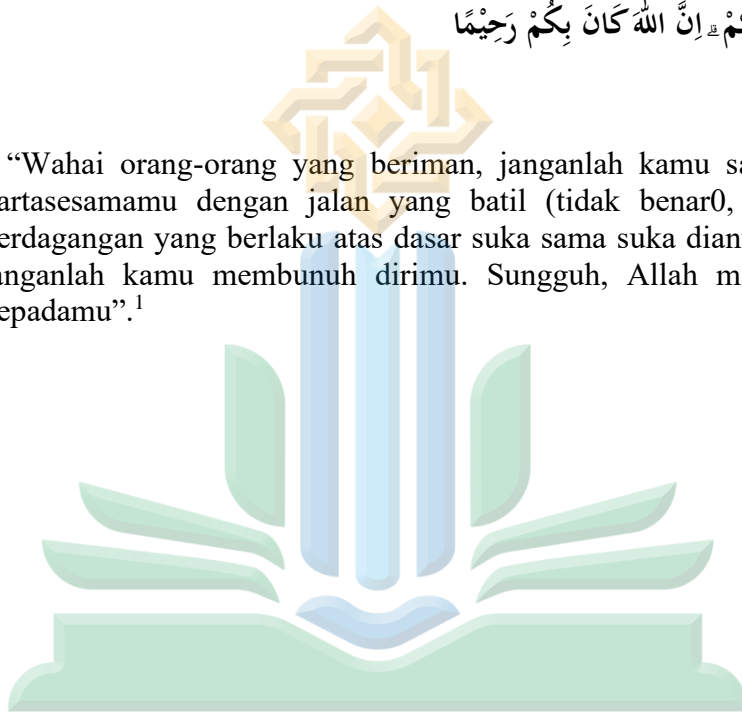 كُمْ ۗ اِنَّ اللّٰهَ كَانَ بِكُمْ رَحِيْمًا
“Wahai orang-orang yang beriman, janganlah kamu sa
artasesamamu dengan jalan yang batil (tidak benar0,
erdagangan yang berlaku atas dasar suka sama suka dian
anganlah kamu membunuh dirimu. Sungguh, Allah m
epadamu”.1